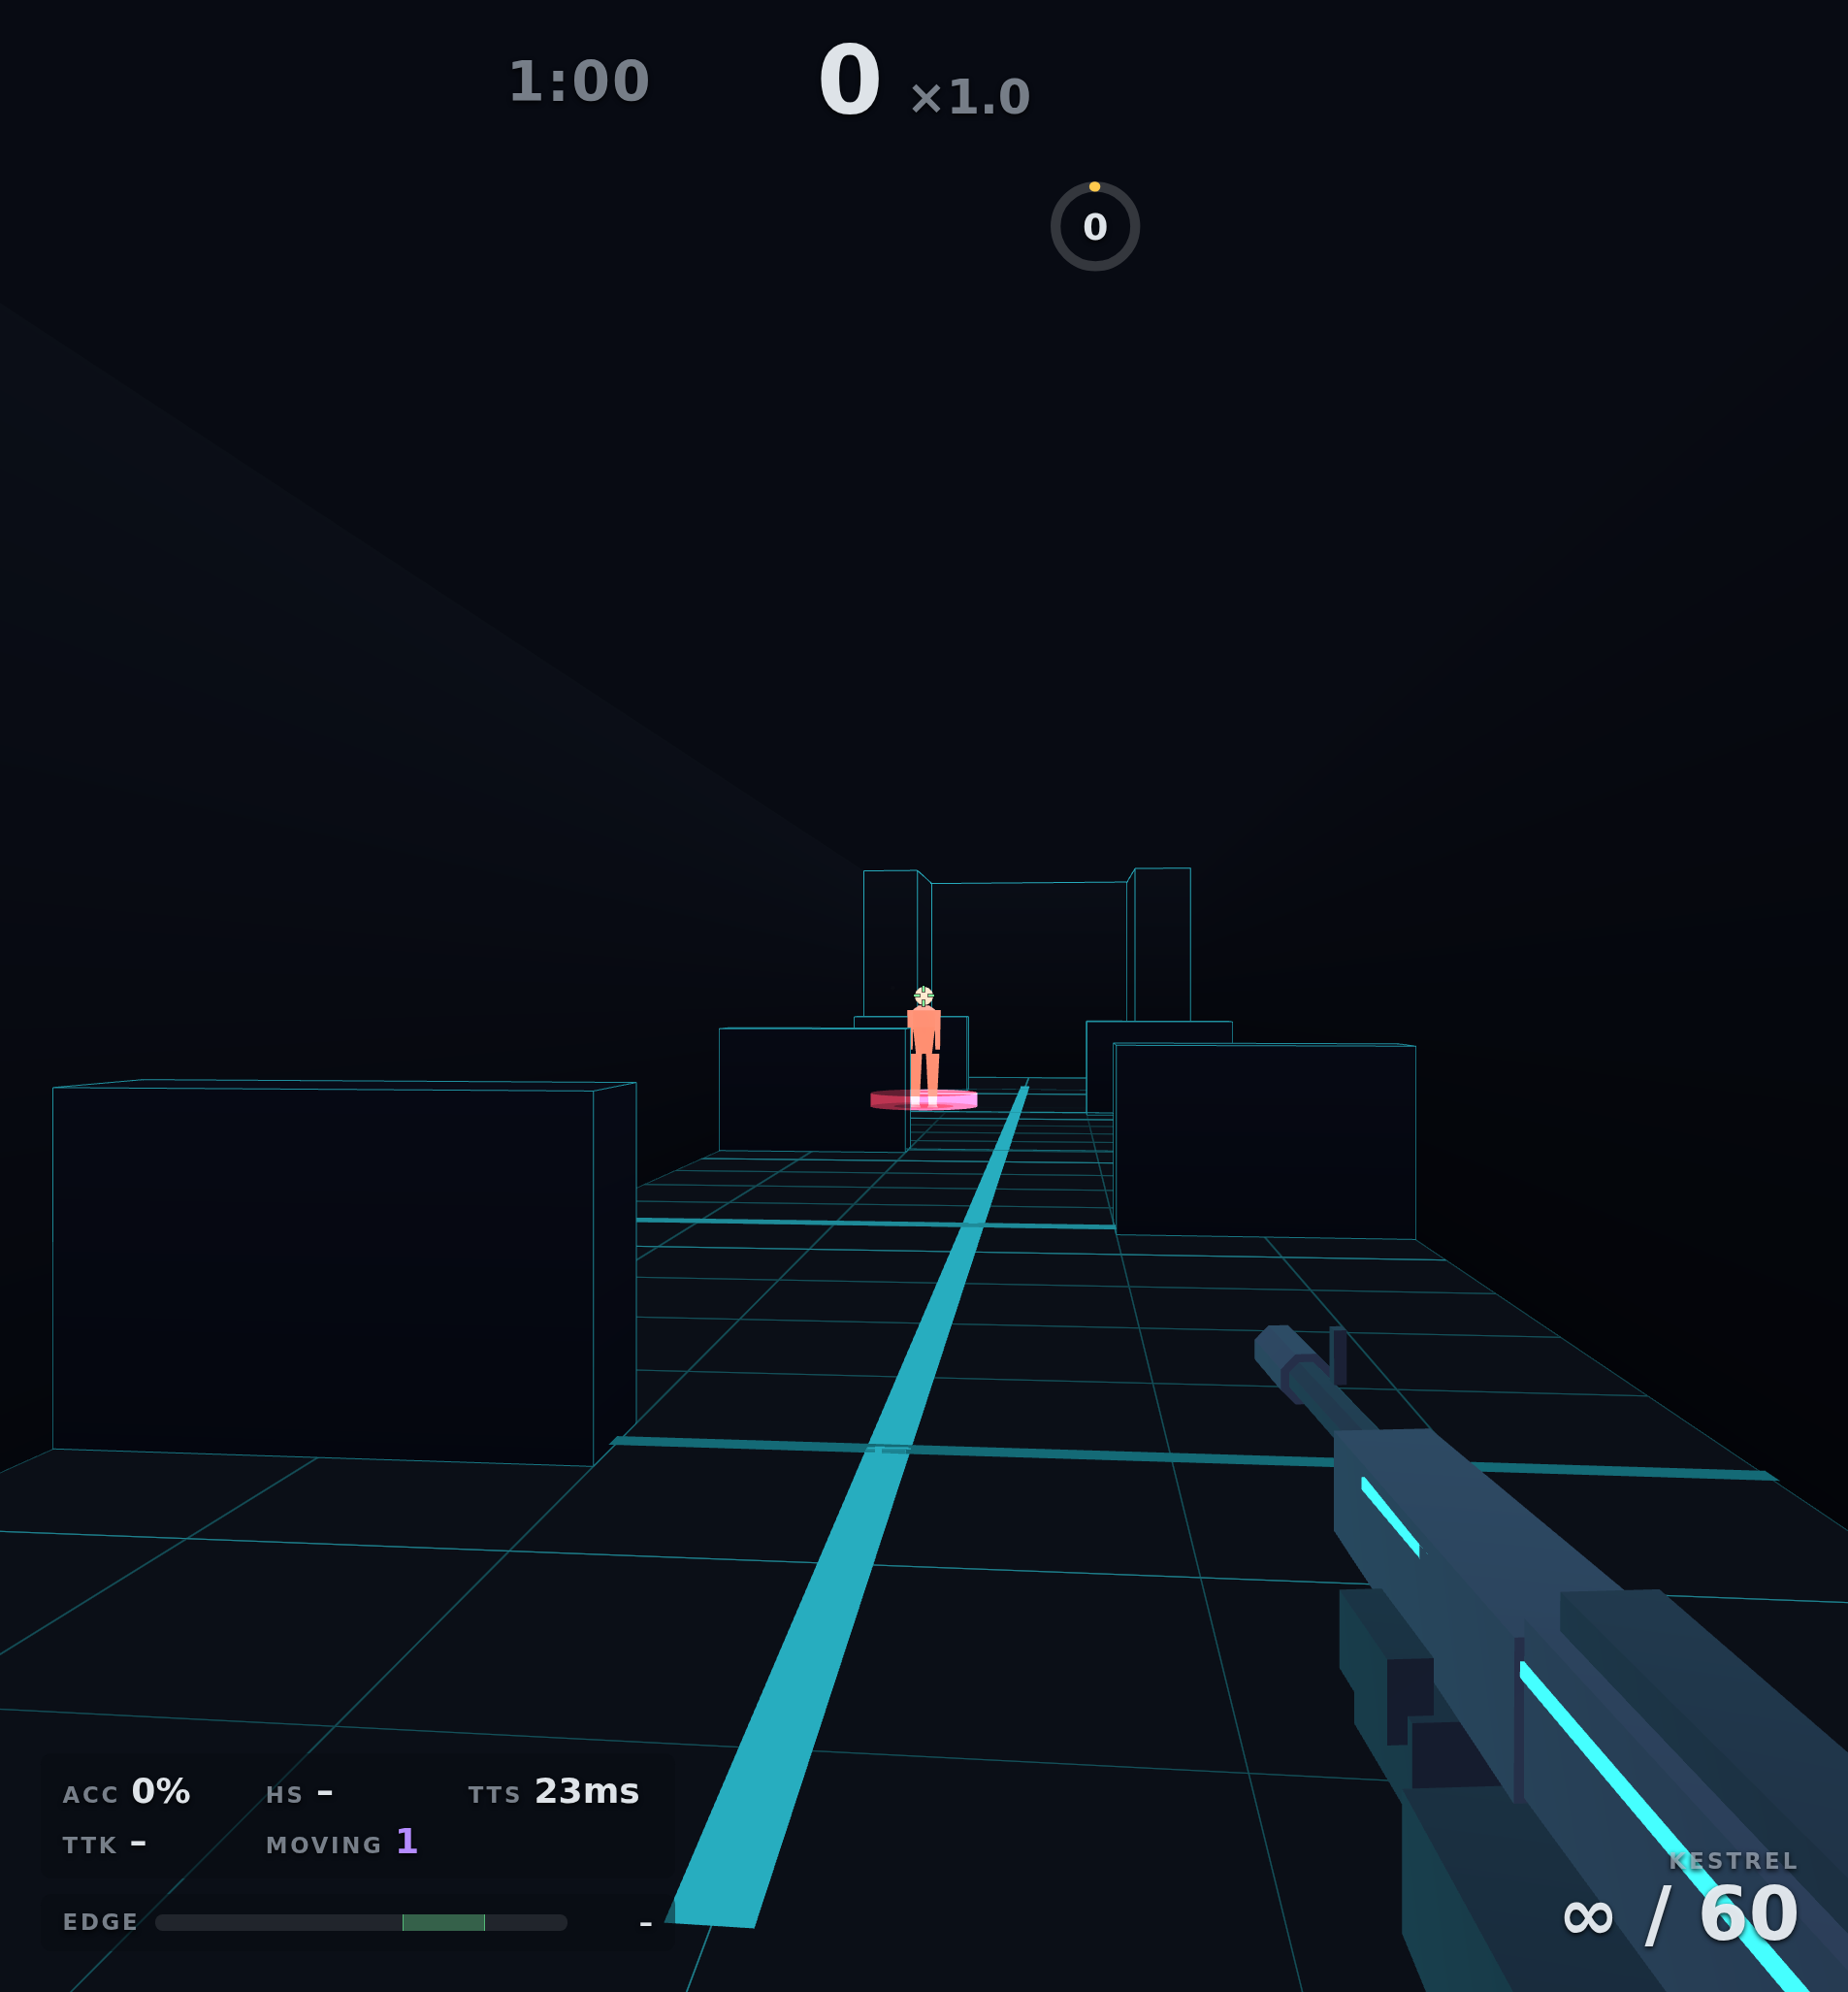 1:00 0 ×1.0
0
ACC 0% HS – TTS 23ms
TTK – MOVING 1
EDGE –
KESTREL
∞ / 60